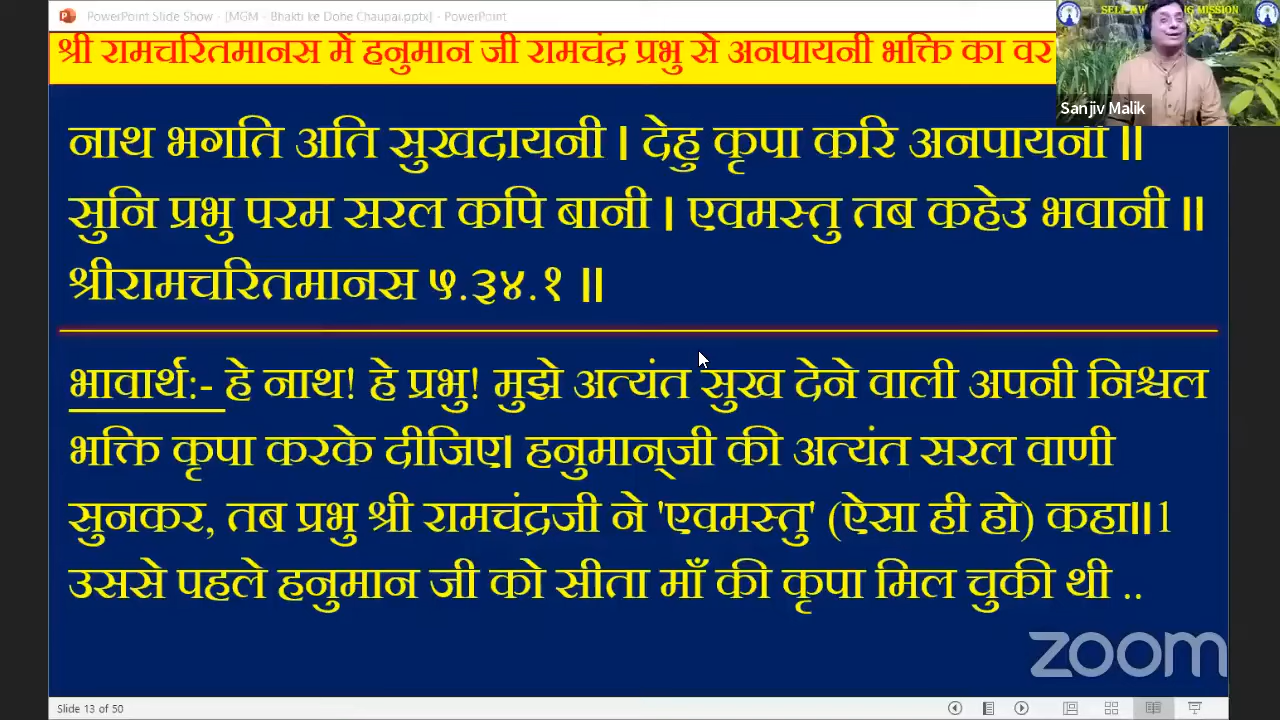 PowerPoint Slide Show - [MGM - Bhakti ke Dohe Chaupai.pptx] - PowerPoint
SELF AWAKENING MISSION
श्री रामचरितमानस में हनुमान जी रामचंद्र प्रभु से अनपायनी भक्ति का वर
Sanjiv Malik
नाथ भगति अति सुखदायनी । देहु कृपा करि अनपायनी ॥
सुनि प्रभु परम सरल कपि बानी । एवमस्तु तब कहेउ भवानी ॥
श्रीरामचरितमानस ५.३४.१ ॥
भावार्थ:- हे नाथ! हे प्रभु! मुझे अत्यंत सुख देने वाली अपनी निश्चल
भक्ति कृपा करके दीजिए। हनुमान्‌जी की अत्यंत सरल वाणी
सुनकर, तब प्रभु श्री रामचंद्रजी ने 'एवमस्तु' (ऐसा ही हो) कहा॥1
उससे पहले हनुमान जी को सीता माँ की कृपा मिल चुकी थी ..
zoom
Slide 13 of 50